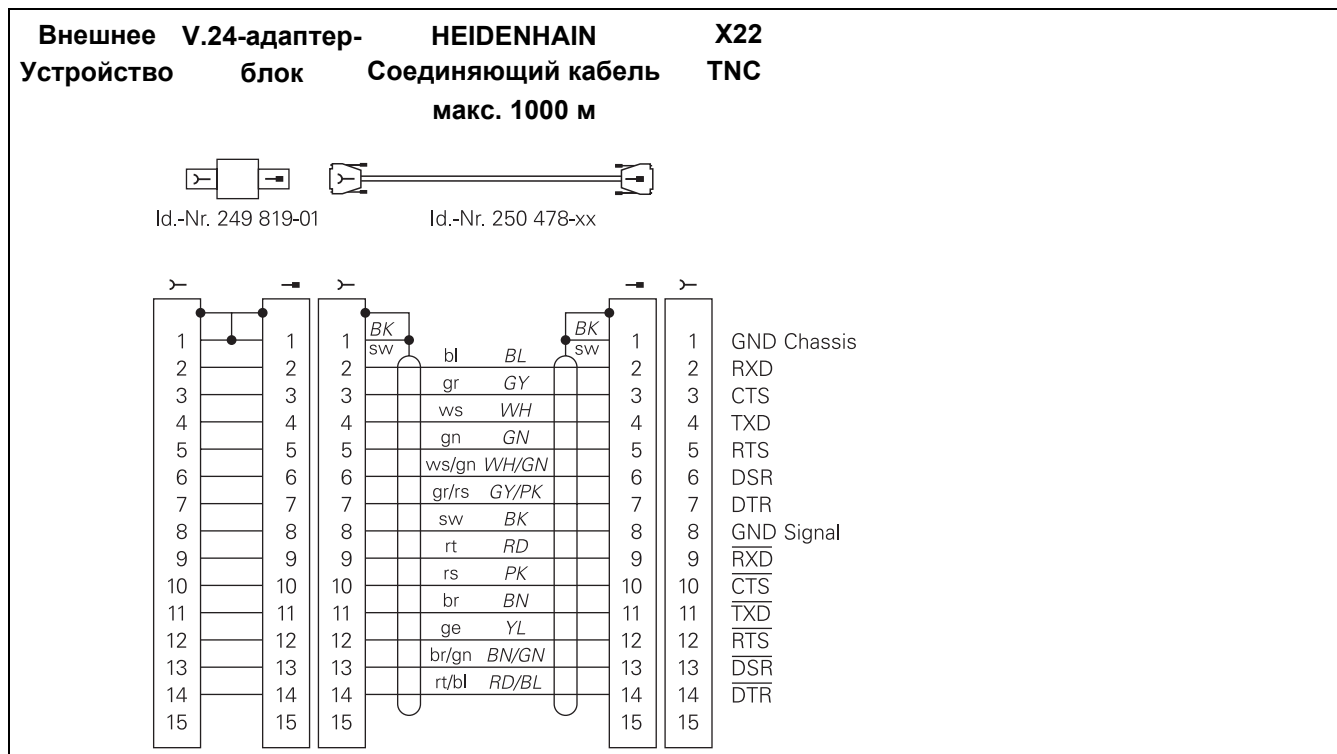 Внешнее V.24-адаптер- HEIDENHAIN X22
Устройство блок Соединяющий кабель TNC
макс. 1000 м
Id.-Nr. 249 819-01 Id.-Nr. 250 478-xx
BK BK
1 1 1 sw sw 1 1 GND Chassis
bl BL
2 2 2 2 2 RXD
gr GY
3 3 3 3 3 CTS
ws WH
4 4 4 4 4 TXD
gn GN
5 5 5 5 5 RTS
ws/gn WH/GN
6 6 6 6 6 DSR
gr/rs GY/PK
7 7 7 7 7 DTR
sw BK
8 8 8 8 8 GND Signal
rt RD
9 9 9 9 9 RXD
rs PK
10 10 10 10 10 CTS
br BN
11 11 11 11 11 TXD
ge YL
12 12 12 12 12 RTS
br/gn BN/GN
13 13 13 13 13 DSR
rt/bl RD/BL
14 14 14 14 14 DTR
15 15 15 15 15